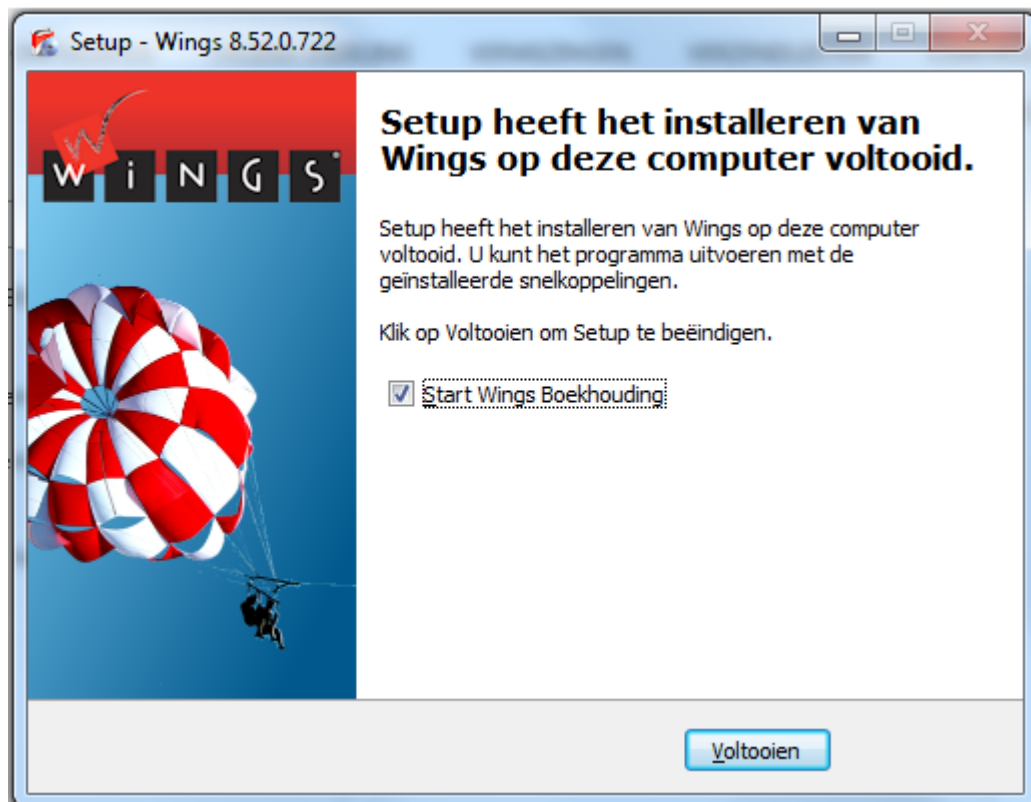 Setup - Wings 8.52.0.722
W
WiNGS
Setup heeft het installeren van
Wings op deze computer voltooid.
Setup heeft het installeren van Wings op deze computer
voltooid. U kunt het programma uitvoeren met de
geïnstalleerde snelkoppelingen.
Klik op Voltooien om Setup te beëindigen.
Start Wings Boekhouding
Voltooien